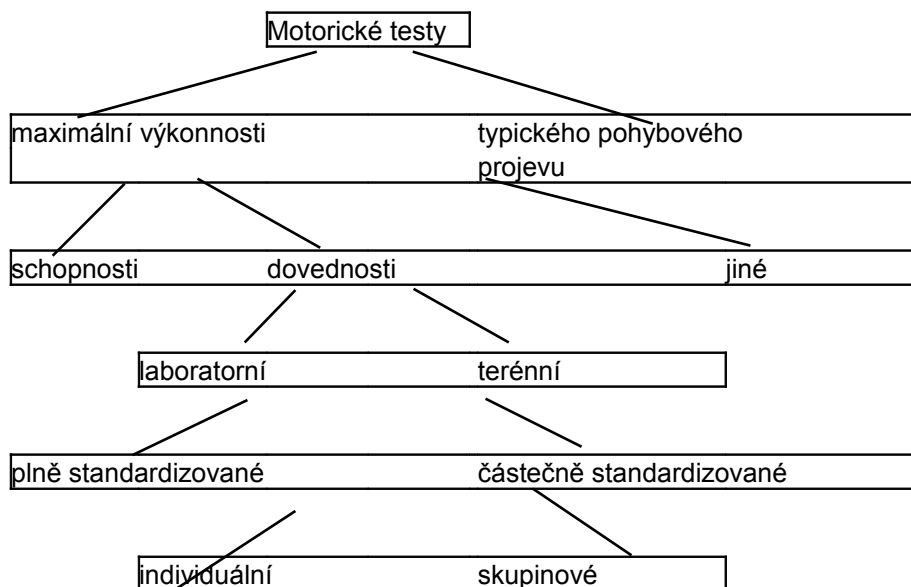 Motorické testy
maximální výkonnosti typického pohybového
projevu
schopnosti dovednosti jiné
laboratorní terénní
plně standardizované částečně standardizované
individuální skupinové